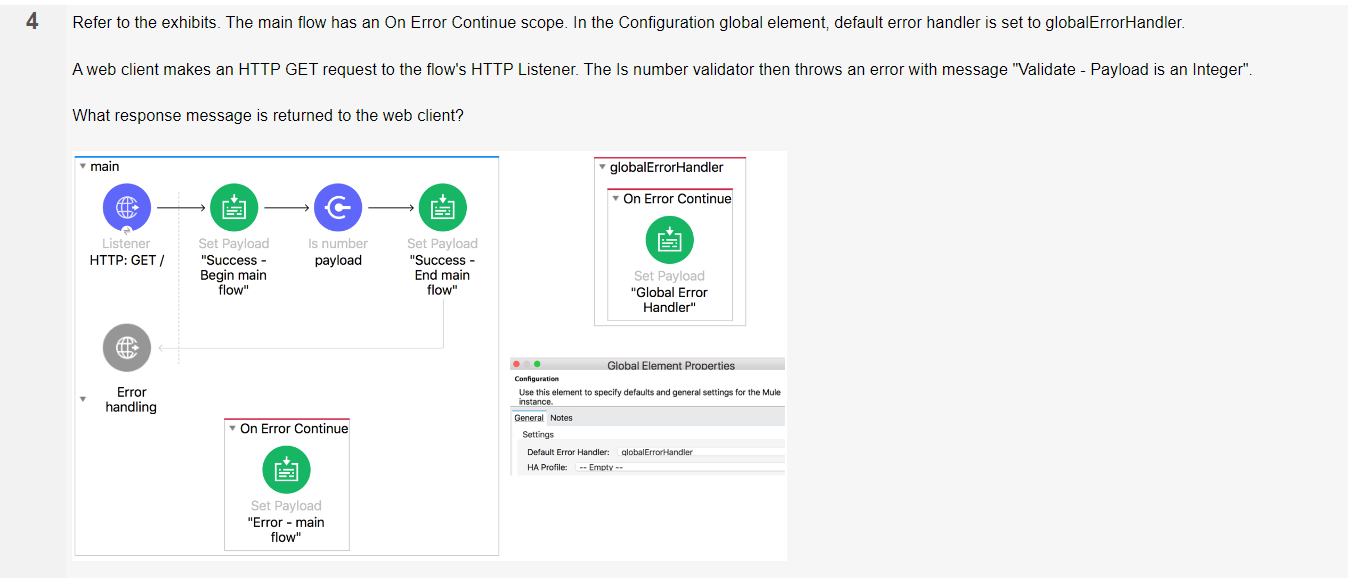 4
Refer to the exhibits. The main flow has an On Error Continue scope. In the Configuration global element, default error handler is set to globalErrorHandler.
A web client makes an HTTP GET request to the flow's HTTP Listener. The Is number validator then throws an error with message "Validate - Payload is an Integer".
What response message is returned to the web client?
main
Listener
HTTP: GET /
Set Payload
"Success -
Begin main
flow"
Is number
payload
Set Payload
"Success -
End main
flow"
Error
handling
On Error Continue
Set Payload
"Error - main
flow"
globalErrorHandler
On Error Continue
Set Payload
"Global Error
Handler"
Global Element Properties
Configuration
Use this element to specify defaults and general settings for the Mule
instance.
General Notes
Settings
Default Error Handler: globalErrorHandler
HA Profile: -- Empty --